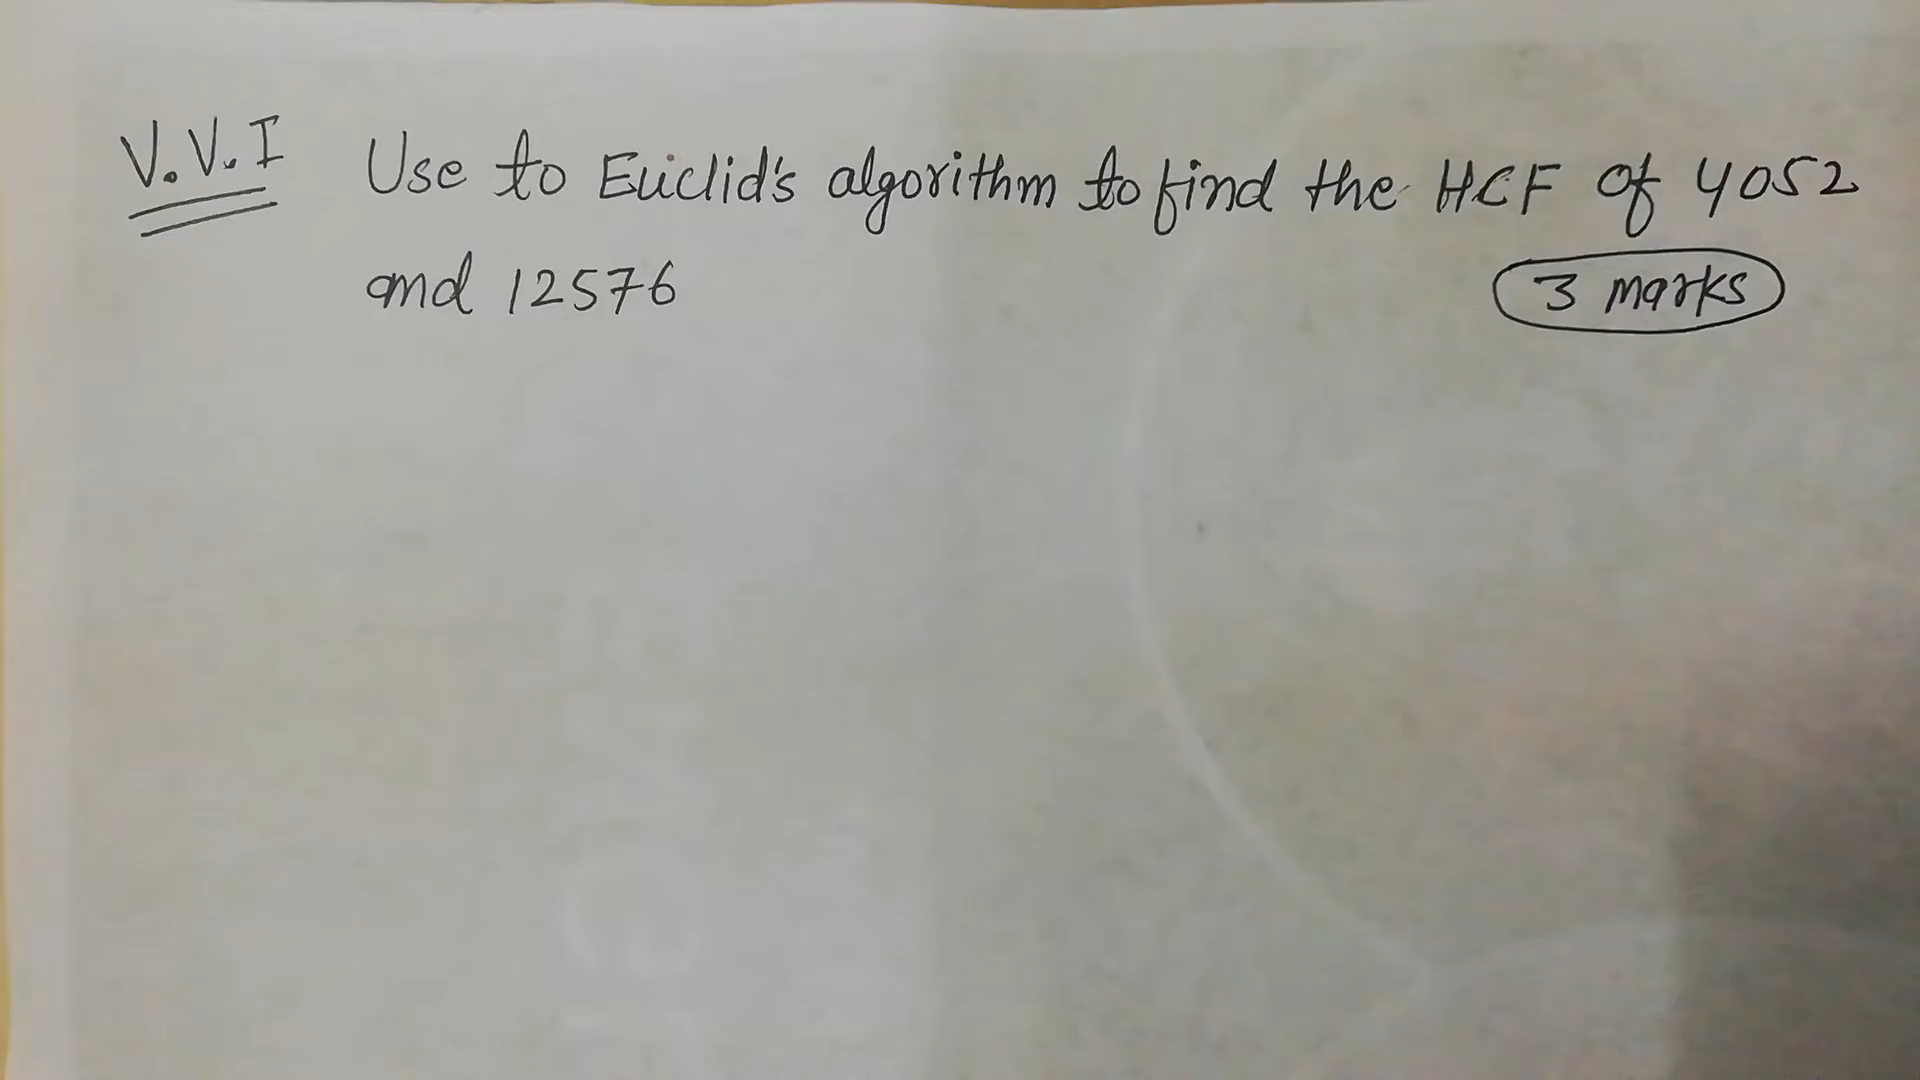 V.V.I Use to Euclid's algorithm to find the HCF of 4052
and 12576 3 marks